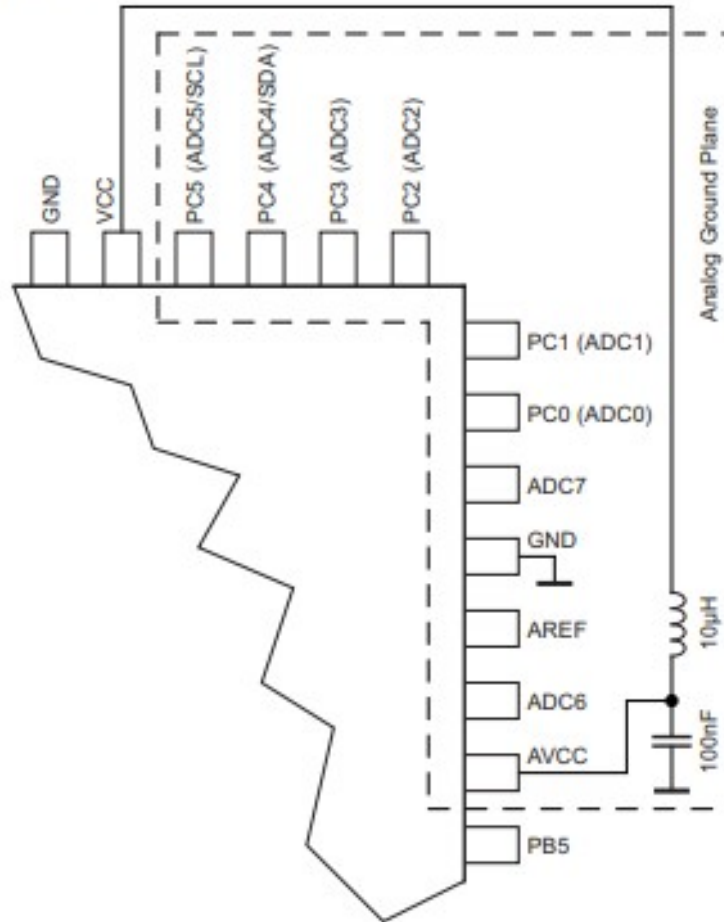 GND
VCC
PC5 (ADC5/SCL)
PC4 (ADC4/SDA)
PC3 (ADC3)
PC2 (ADC2)
Analog Ground Plane
PC1 (ADC1)
PC0 (ADC0)
ADC7
GND
AREF
10µH
ADC6
AVCC
100nF
PB5